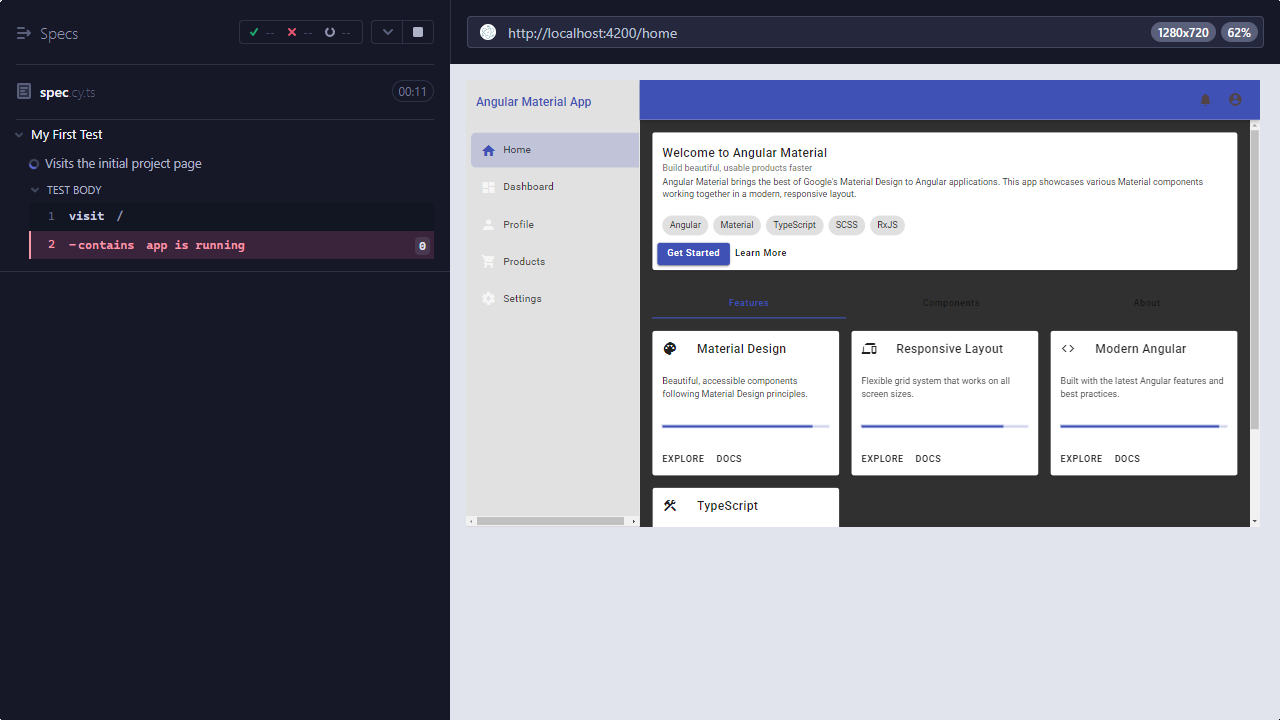 Specs
-- -- --
spec.cy.ts
00:11
My First Test
Visits the initial project page
TEST BODY
1 visit /
2 -contains app is running 0
http://localhost:4200/home
1280x720 62%
Angular Material App
Home
Dashboard
Profile
Products
Settings
Welcome to Angular Material
Build beautiful, usable products faster
Angular Material brings the best of Google's Material Design to Angular applications. This app showcases various Material components
working together in a modern, responsive layout.
Angular Material TypeScript SCSS RxJS
Get Started Learn More
Features Components About
Material Design
Beautiful, accessible components
following Material Design principles.
EXPLORE DOCS
Responsive Layout
Flexible grid system that works on all
screen sizes.
EXPLORE DOCS
Modern Angular
Built with the latest Angular features and
best practices.
EXPLORE DOCS
TypeScript